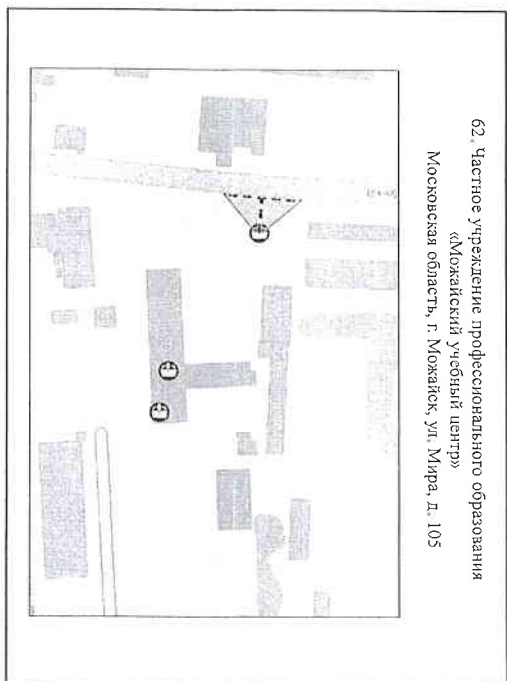 62. Частное учреждение профессионального образования
«Можайский учебный центр»
Московская область, г. Можайск, ул. Мира, д. 105